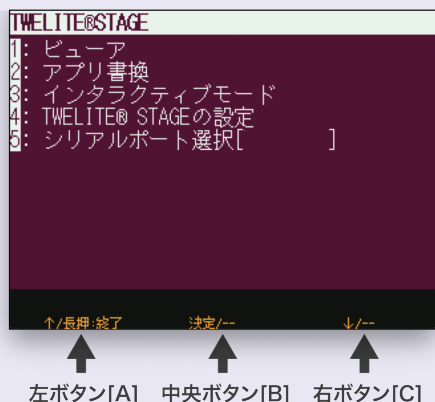 TWELITE®STAGE
1: ビューア
2: アプリ書換
3: インタラクティブモード
4: TWELITE® STAGEの設定
5: シリアルポート選択[        ]
↑/長押:終了 決定/-- ↓/--
左ボタン[A] 中央ボタン[B] 右ボタン[C]